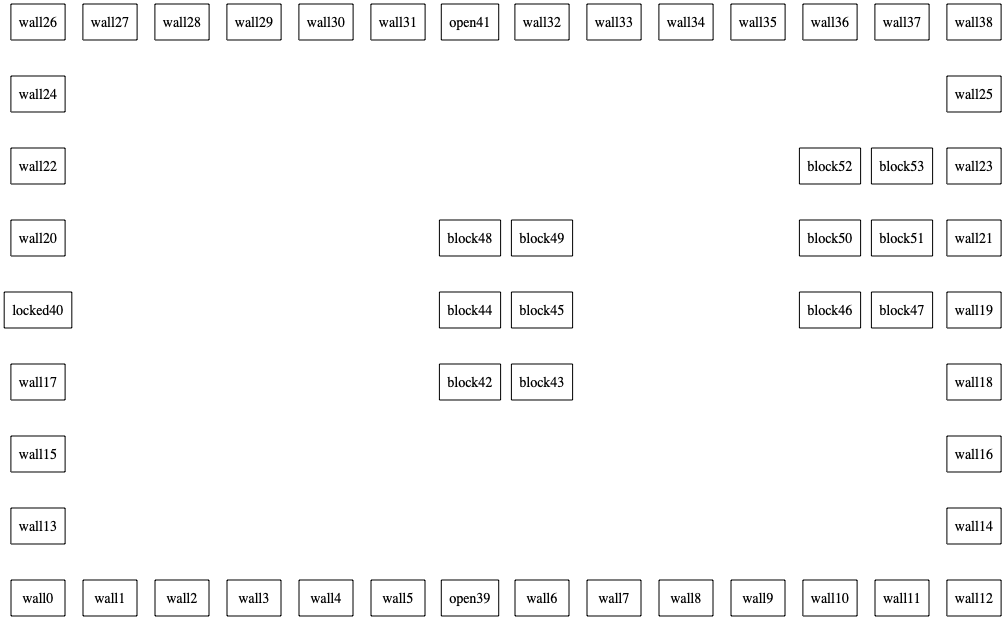 wall26 wall27 wall28 wall29 wall30 wall31 open41 wall32 wall33 wall34 wall35 wall36 wall37 wall38
wall24 wall25
wall22 block52 block53 wall23
wall20 block48 block49 block50 block51 wall21
locked40 block44 block45 block46 block47 wall19
wall17 block42 block43 wall18
wall15 wall16
wall13 wall14
wall0 wall1 wall2 wall3 wall4 wall5 open39 wall6 wall7 wall8 wall9 wall10 wall11 wall12